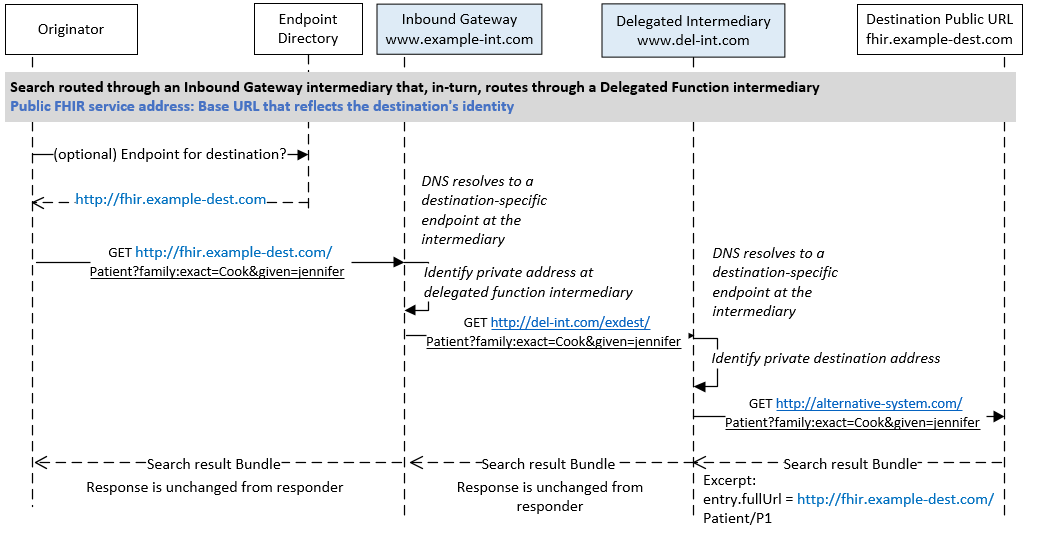 Originator
Endpoint
Directory
Inbound Gateway
www.example-int.com
Delegated Intermediary
www.del-int.com
Destination Public URL
fhir.example-dest.com
Search routed through an Inbound Gateway intermediary that, in-turn, routes through a Delegated Function intermediary
Public FHIR service address: Base URL that reflects the destination's identity
(optional) Endpoint for destination?
http://fhir.example-dest.com
DNS resolves to a
destination-specific
endpoint at the
intermediary
GET http://fhir.example-dest.com/
Patient?family:exact=Cook&given=jennifer
Identify private address at
delegated function intermediary
DNS resolves to a
destination-specific
endpoint at the
intermediary
GET http://del-int.com/exdest/
Patient?family:exact=Cook&given=jennifer
Identify private destination address
GET http://alternative-system.com/
Patient?family:exact=Cook&given=jennifer
Search result Bundle
Response is unchanged from responder
Search result Bundle
Response is unchanged from
responder
Search result Bundle
Excerpt:
entry.fullUrl = http://fhir.example-dest.com/
Patient/P1